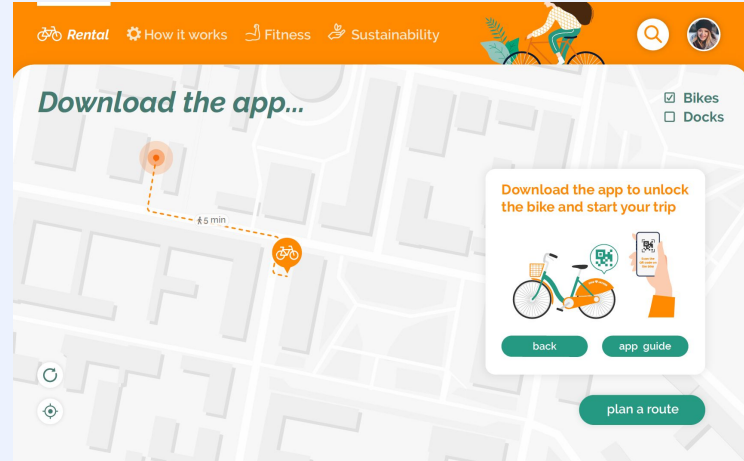 Rental How it works Fitness Sustainability
Download the app...
Bikes
Docks
5 min
Download the app to unlock
the bike and start your trip
back app guide
plan a route